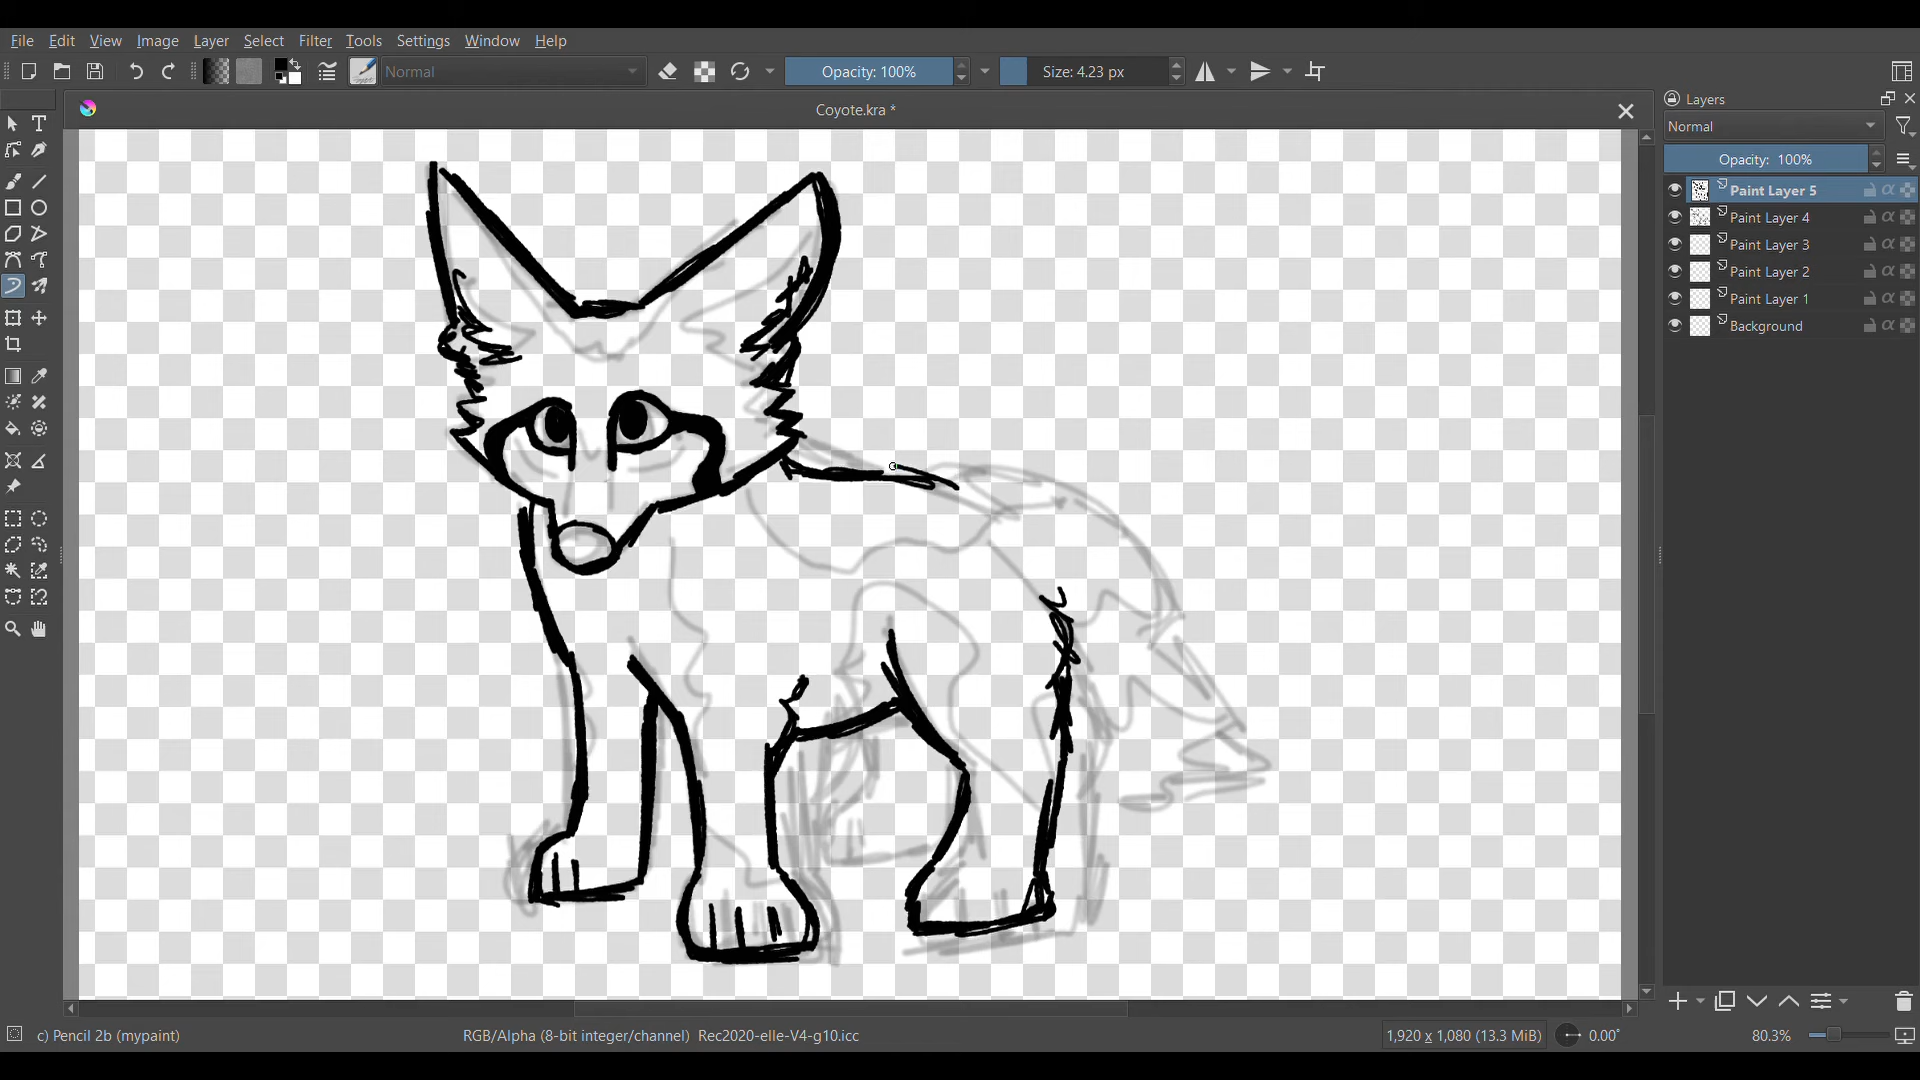 File Edit View Image Layer Select Filter Tools Settings Window Help
Normal
Opacity: 100%
Size: 4.23 px
Coyote.kra *
Layers
Normal
Opacity: 100%
Paint Layer 5
Paint Layer 4
Paint Layer 3
Paint Layer 2
Paint Layer 1
Background
c) Pencil 2b (mypaint)
RGB/Alpha (8-bit integer/channel) Rec2020-elle-V4-g10.icc
1,920 x 1,080 (13.3 MiB)
0.00°
80.3%